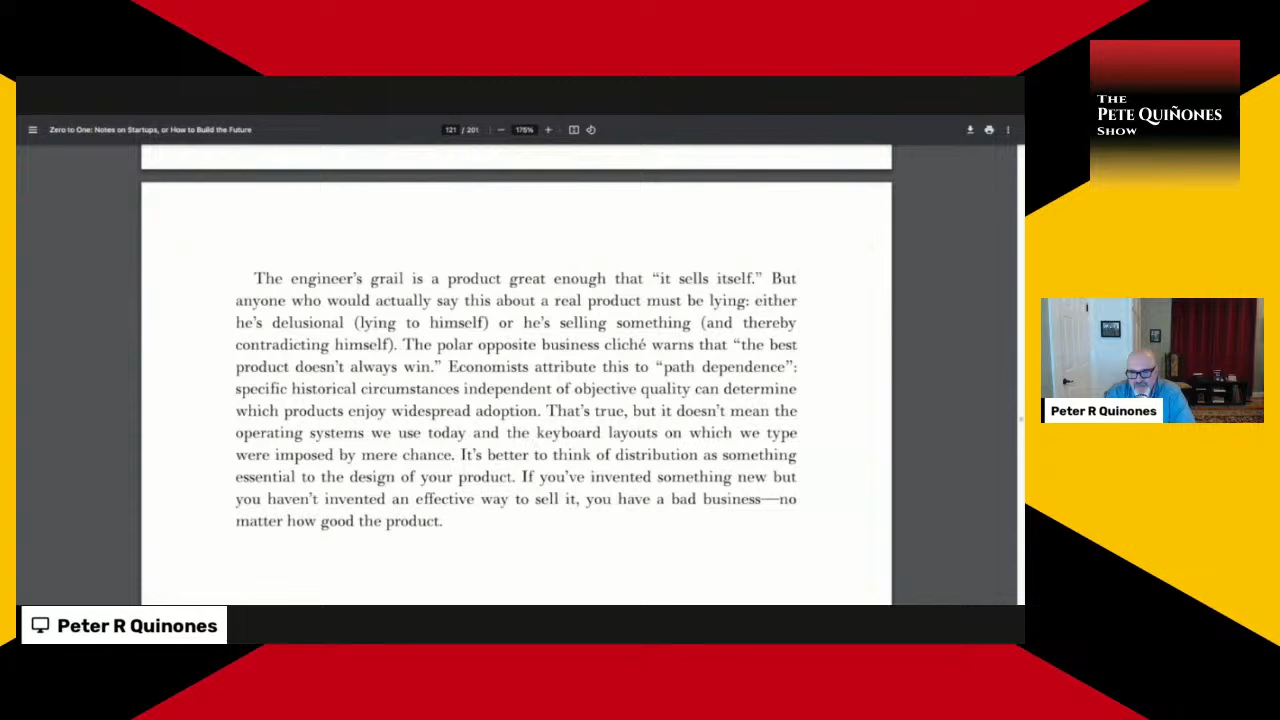 THE
PETE QUIÑONES
SHOW
Zero to One: Notes on Startups, or How to Build the Future
121 / 201
175%
The engineer's grail is a product great enough that “it sells itself.” But
anyone who would actually say this about a real product must be lying: either
he's delusional (lying to himself) or he's selling something (and thereby
contradicting himself). The polar opposite business cliché warns that “the best
product doesn't always win.” Economists attribute this to “path dependence”:
specific historical circumstances independent of objective quality can determine
which products enjoy widespread adoption. That's true, but it doesn't mean the
operating systems we use today and the keyboard layouts on which we type
were imposed by mere chance. It's better to think of distribution as something
essential to the design of your product. If you've invented something new but
you haven't invented an effective way to sell it, you have a bad business—no
matter how good the product.
Peter R Quinones
Peter R Quinones